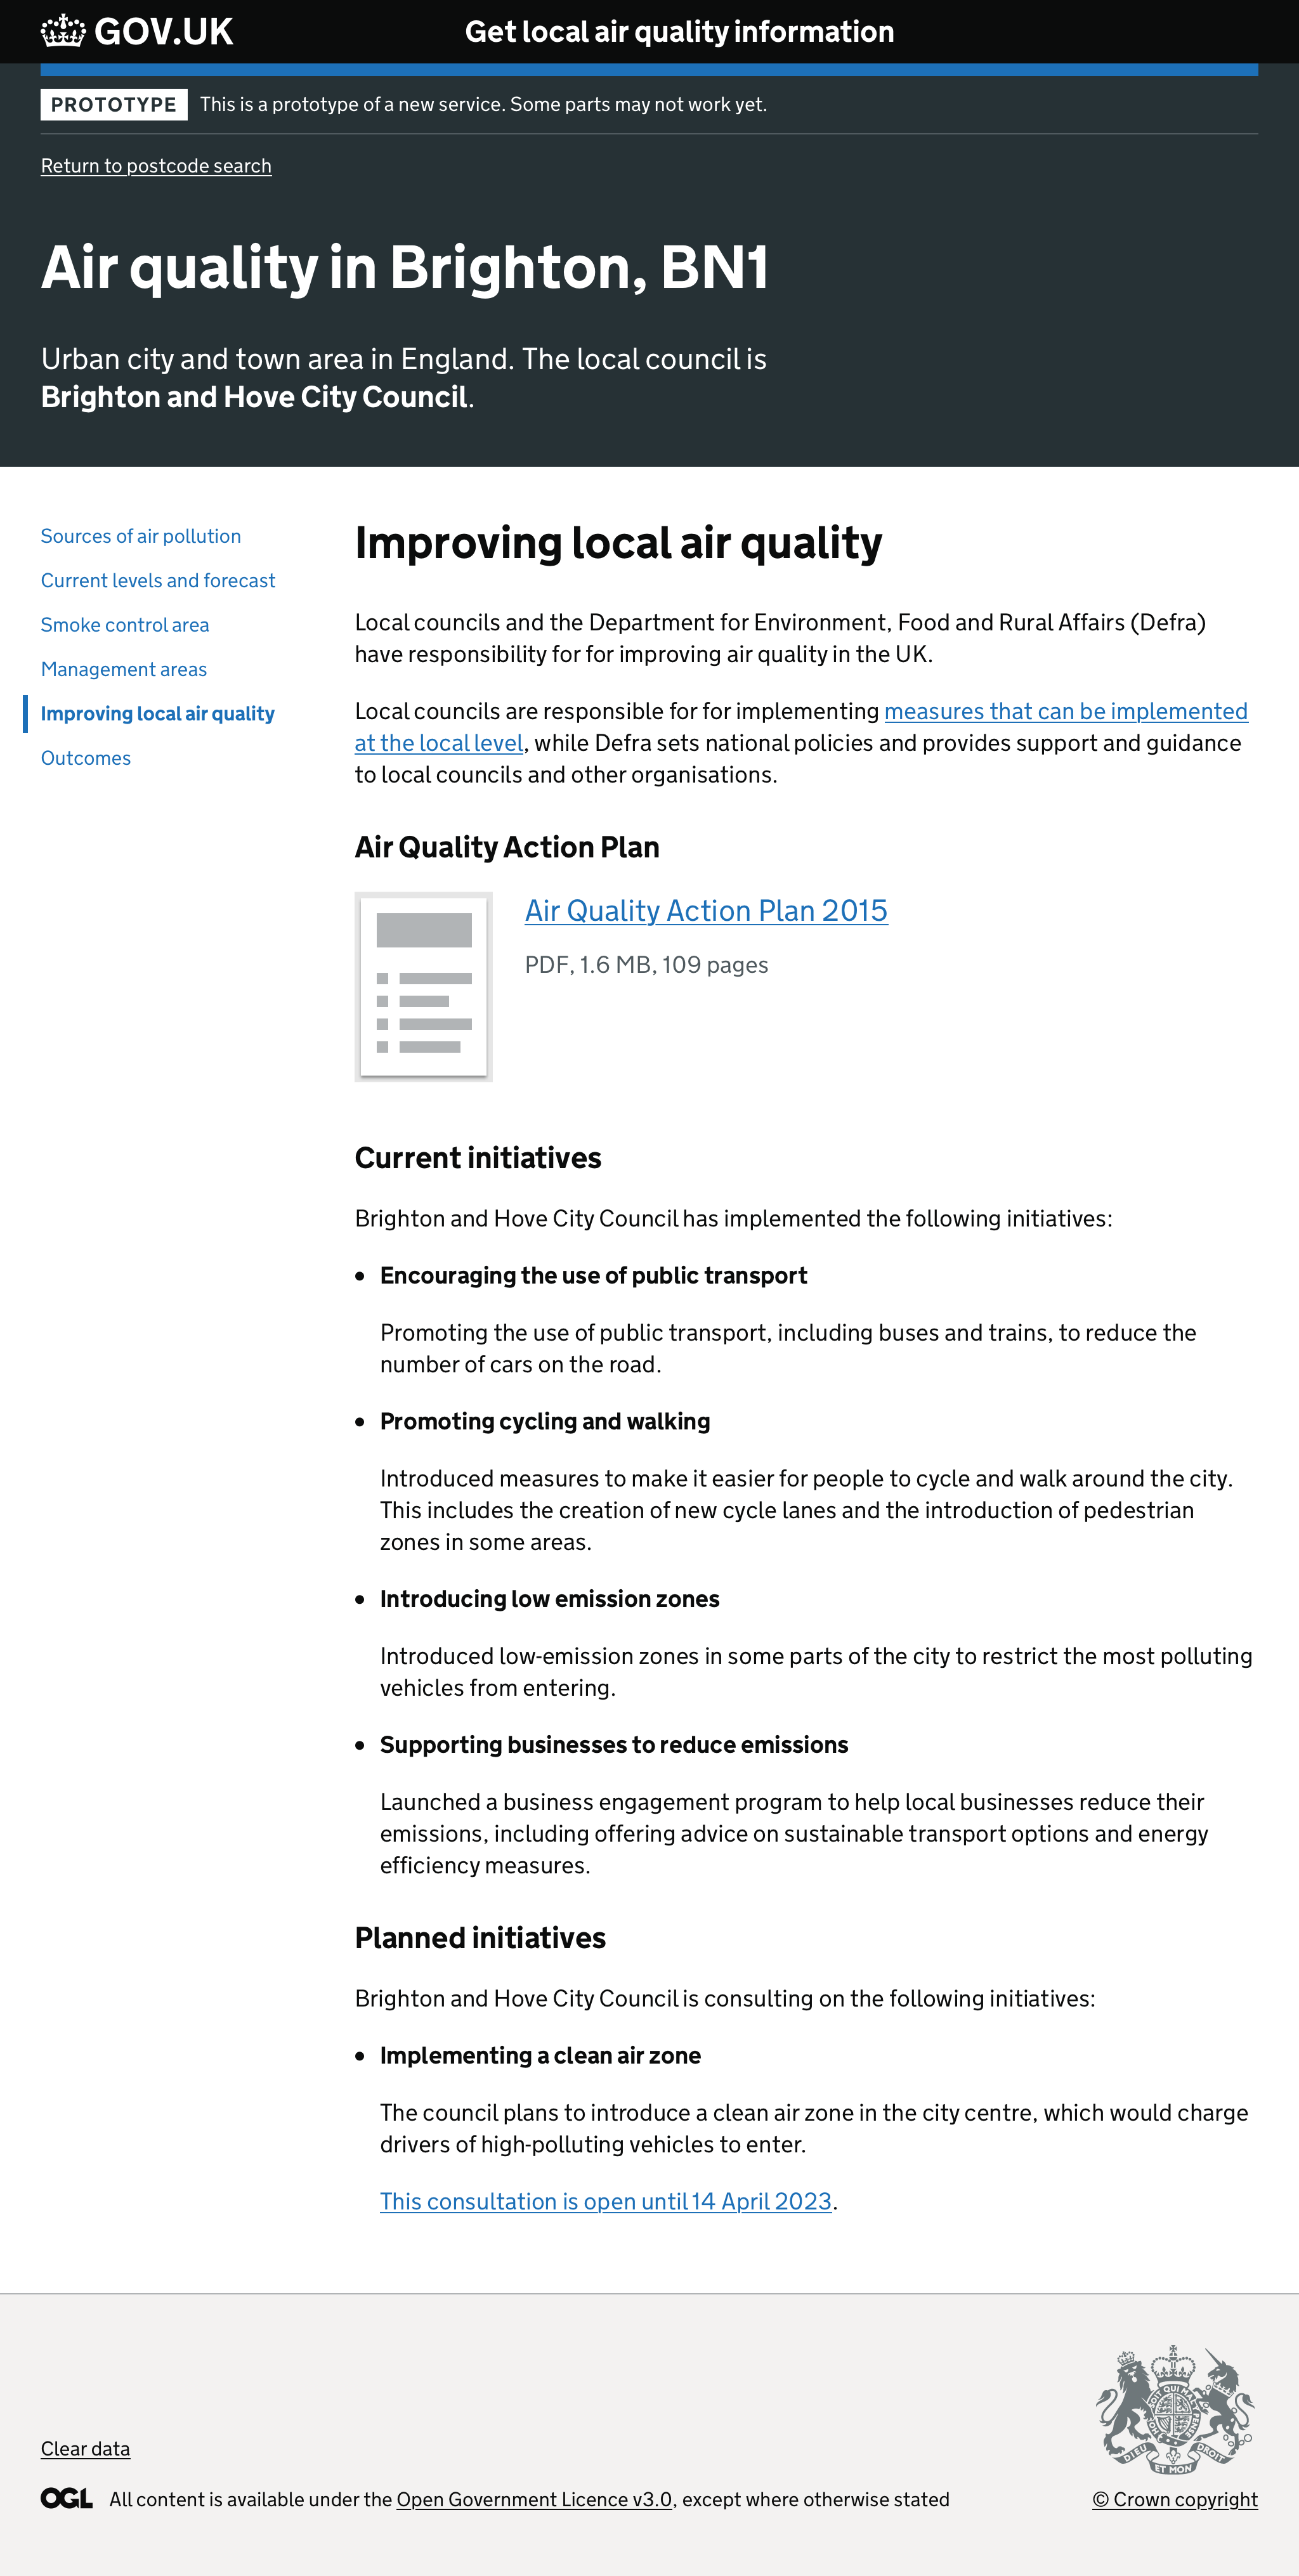 GOV.UK
Get local air quality information
PROTOTYPE This is a prototype of a new service. Some parts may not work yet.
Return to postcode search
Air quality in Brighton, BN1
Urban city and town area in England. The local council is
Brighton and Hove City Council.
Sources of air pollution
Current levels and forecast
Smoke control area
Management areas
Improving local air quality
Outcomes
Improving local air quality
Local councils and the Department for Environment, Food and Rural Affairs (Defra)
have responsibility for for improving air quality in the UK.
Local councils are responsible for for implementing measures that can be implemented
at the local level, while Defra sets national policies and provides support and guidance
to local councils and other organisations.
Air Quality Action Plan
Air Quality Action Plan 2015
PDF, 1.6 MB, 109 pages
Current initiatives
Brighton and Hove City Council has implemented the following initiatives:
• Encouraging the use of public transport
Promoting the use of public transport, including buses and trains, to reduce the
number of cars on the road.
• Promoting cycling and walking
Introduced measures to make it easier for people to cycle and walk around the city.
This includes the creation of new cycle lanes and the introduction of pedestrian
zones in some areas.
• Introducing low emission zones
Introduced low-emission zones in some parts of the city to restrict the most polluting
vehicles from entering.
• Supporting businesses to reduce emissions
Launched a business engagement program to help local businesses reduce their
emissions, including offering advice on sustainable transport options and energy
efficiency measures.
Planned initiatives
Brighton and Hove City Council is consulting on the following initiatives:
• Implementing a clean air zone
The council plans to introduce a clean air zone in the city centre, which would charge
drivers of high-polluting vehicles to enter.
This consultation is open until 14 April 2023.
Clear data
OGL All content is available under the Open Government Licence v3.0, except where otherwise stated
DIEU ET MON DROIT
© Crown copyright